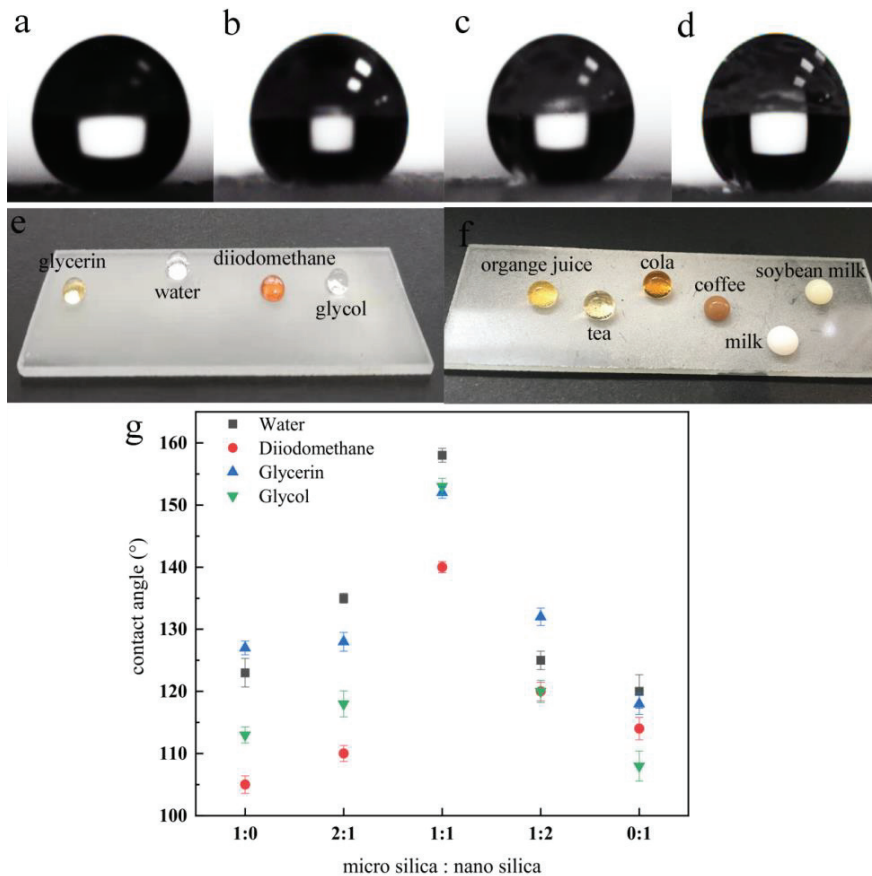 a
b
c
d
e
glycerin
water
diiodomethane
glycol
f
organge juice
tea
cola
coffee
soybean milk
milk
g
Water
Diiodomethane
Glycerin
Glycol
contact angle (°)
160
150
140
130
120
110
100
1:0 2:1 1:1 1:2 0:1
micro silica : nano silica